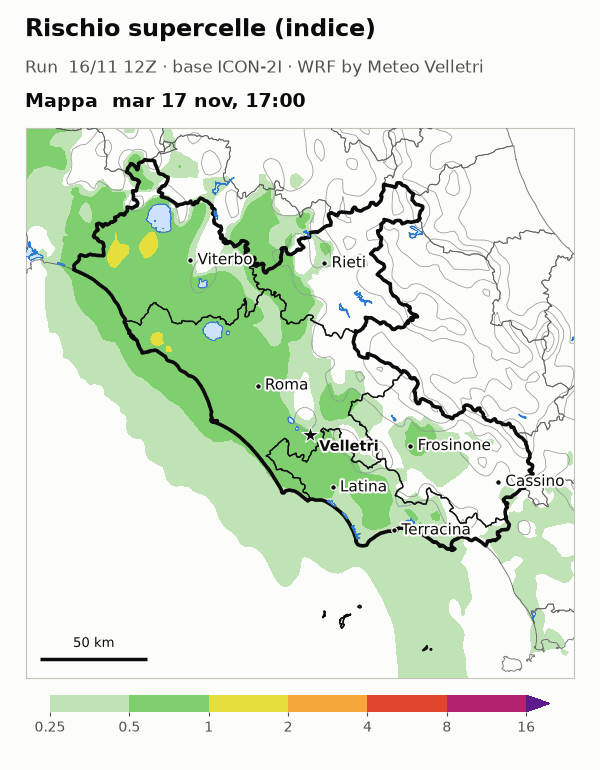 Rischio supercelle (indice)
Run 16/11 12Z · base ICON-2I · WRF by Meteo Velletri
Mappa mar 17 nov, 17:00
Viterbo
Rieti
Roma
Velletri
Frosinone
Cassino
Latina
Terracina
50 km
0.25 0.5 1 2 4 8 16